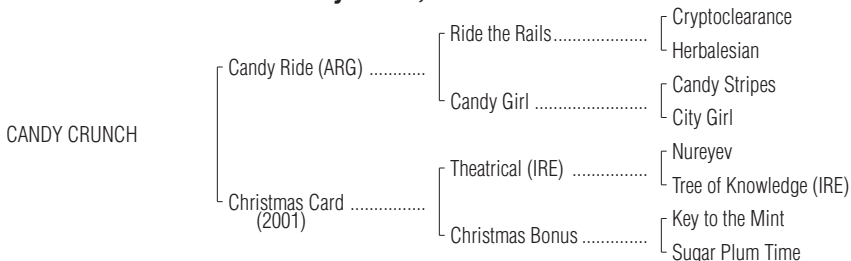 Cryptoclearance
Ride the Rails....................
Herbalesian
Candy Ride (ARG) ............
Candy Stripes
Candy Girl ........................
City Girl
CANDY CRUNCH
Nureyev
Theatrical (IRE) ................
Tree of Knowledge (IRE)
Christmas Card ................
(2001)
Key to the Mint
Christmas Bonus ..............
Sugar Plum Time